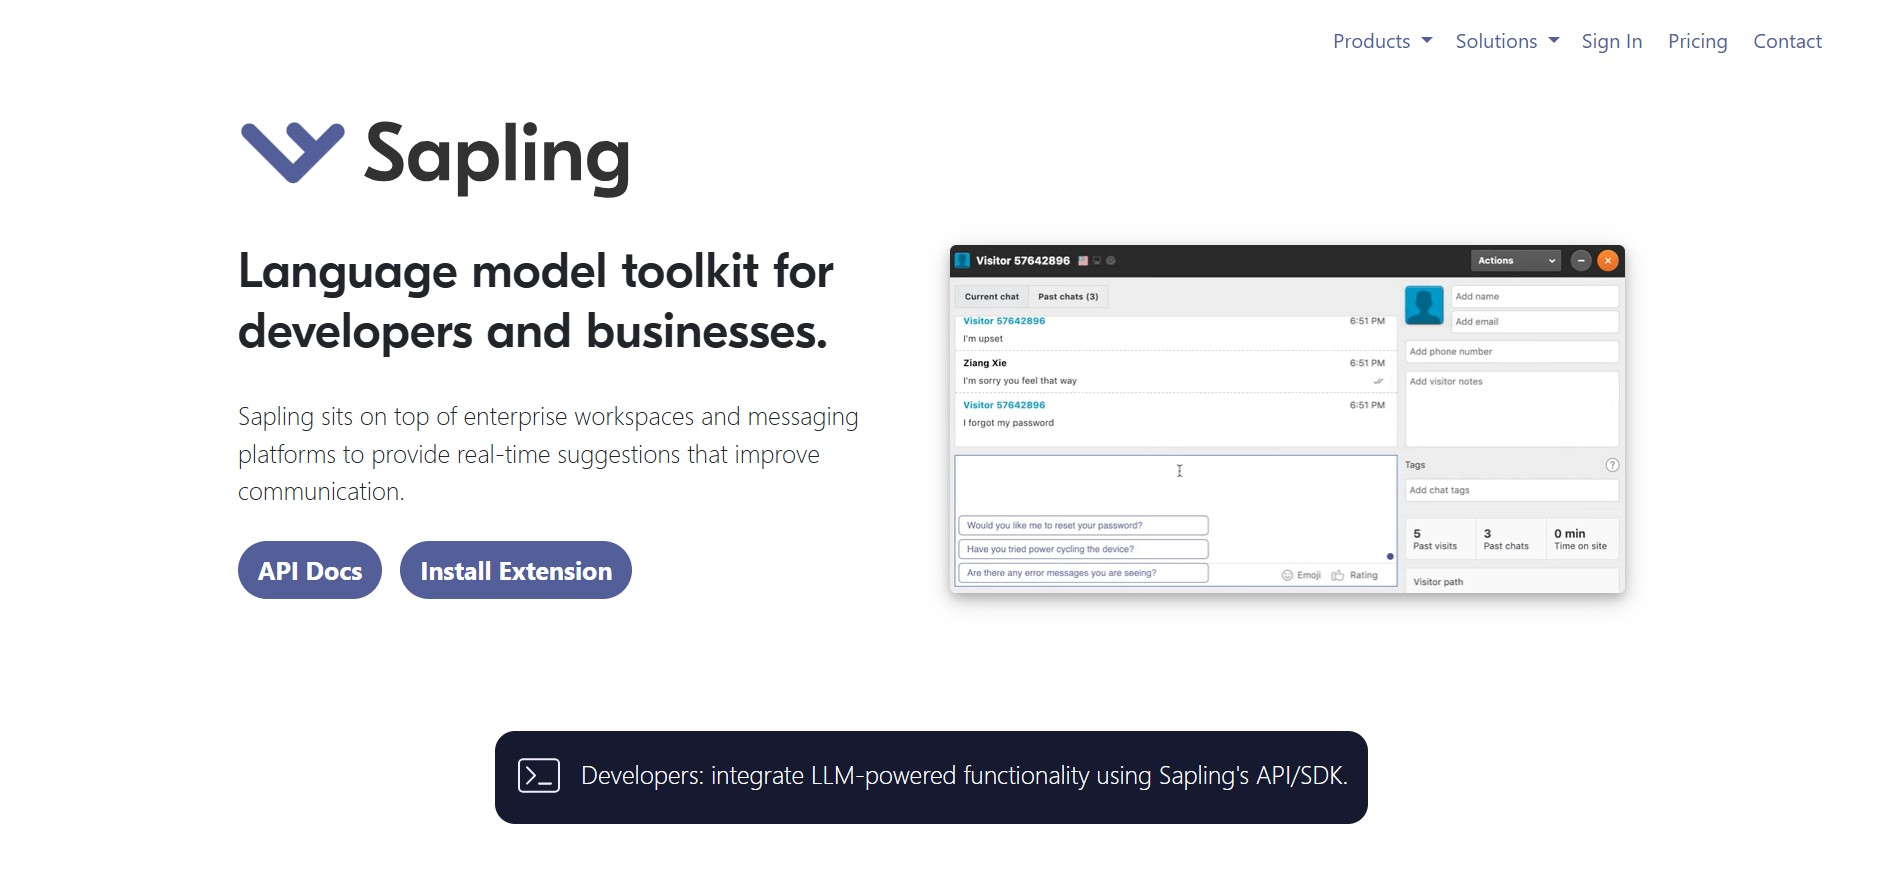 Products
Solutions
Sign In
Pricing
Contact
Sapling
Language model toolkit for
developers and businesses.
Sapling sits on top of enterprise workspaces and messaging
platforms to provide real-time suggestions that improve
communication.
API Docs
Install Extension
Visitor 57642896
Actions
Current chat
Past chats (3)
Visitor 57642896 6:51 PM
I'm upset
Ziang Xie 6:51 PM
I'm sorry you feel that way
Visitor 57642896 6:51 PM
I forgot my password
Would you like me to reset your password?
Have you tried power cycling the device?
Are there any error messages you are seeing?
Emoji
Rating
Add name
Add email
Add phone number
Add visitor notes
Tags
?
Add chat tags
5
Past visits
3
Past chats
0 min
Time on site
Visitor path
Developers: integrate LLM-powered functionality using Sapling's API/SDK.